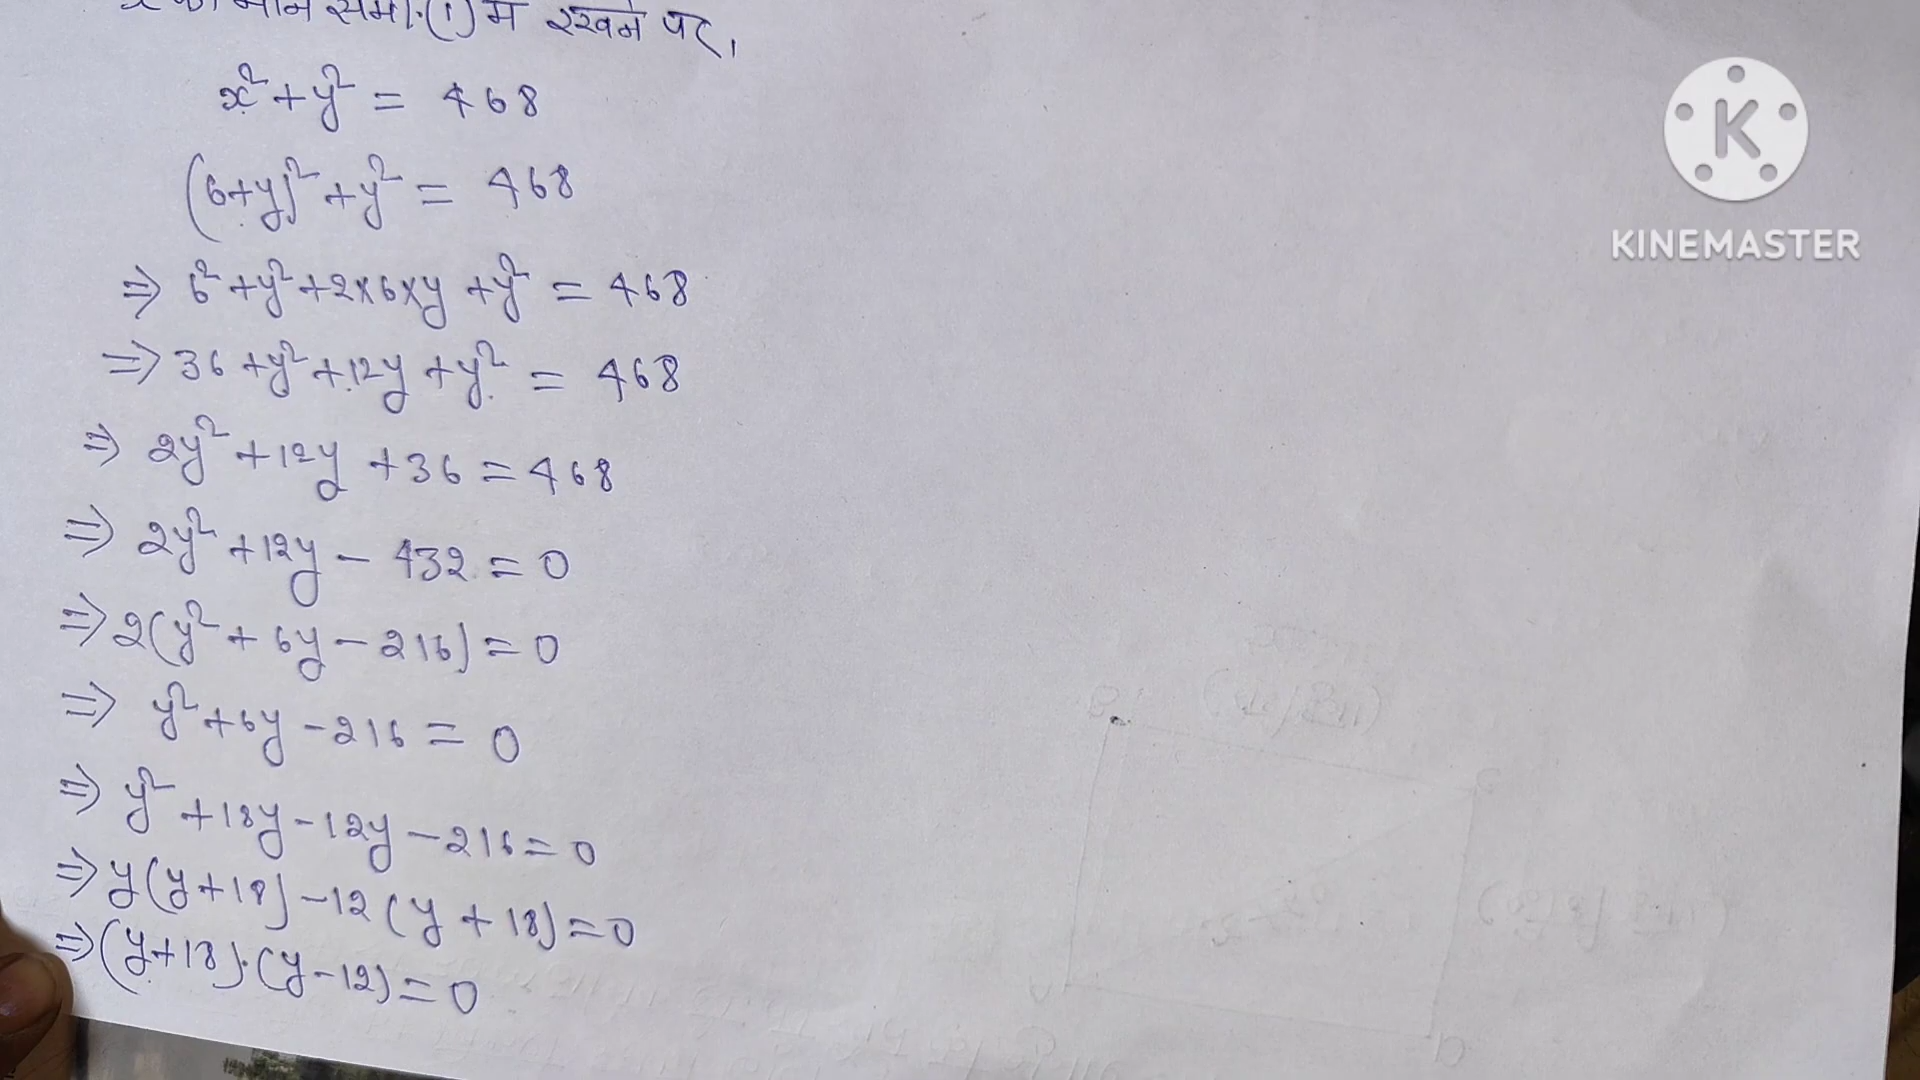 x का मान समी.(1) में रखने पर,
x² + y² = 468
(6+y)² + y² = 468
⇒ 6² + y² + 2×6×y + y² = 468
⇒ 36 + y² + 12y + y² = 468
⇒ 2y² + 12y + 36 = 468
⇒ 2y² + 12y - 432 = 0
⇒ 2(y² + 6y - 216) = 0
⇒ y² + 6y - 216 = 0
⇒ y² + 18y - 12y - 216 = 0
⇒ y(y+18) - 12(y+18) = 0
⇒ (y+18).(y-12) = 0
K
KINEMASTER